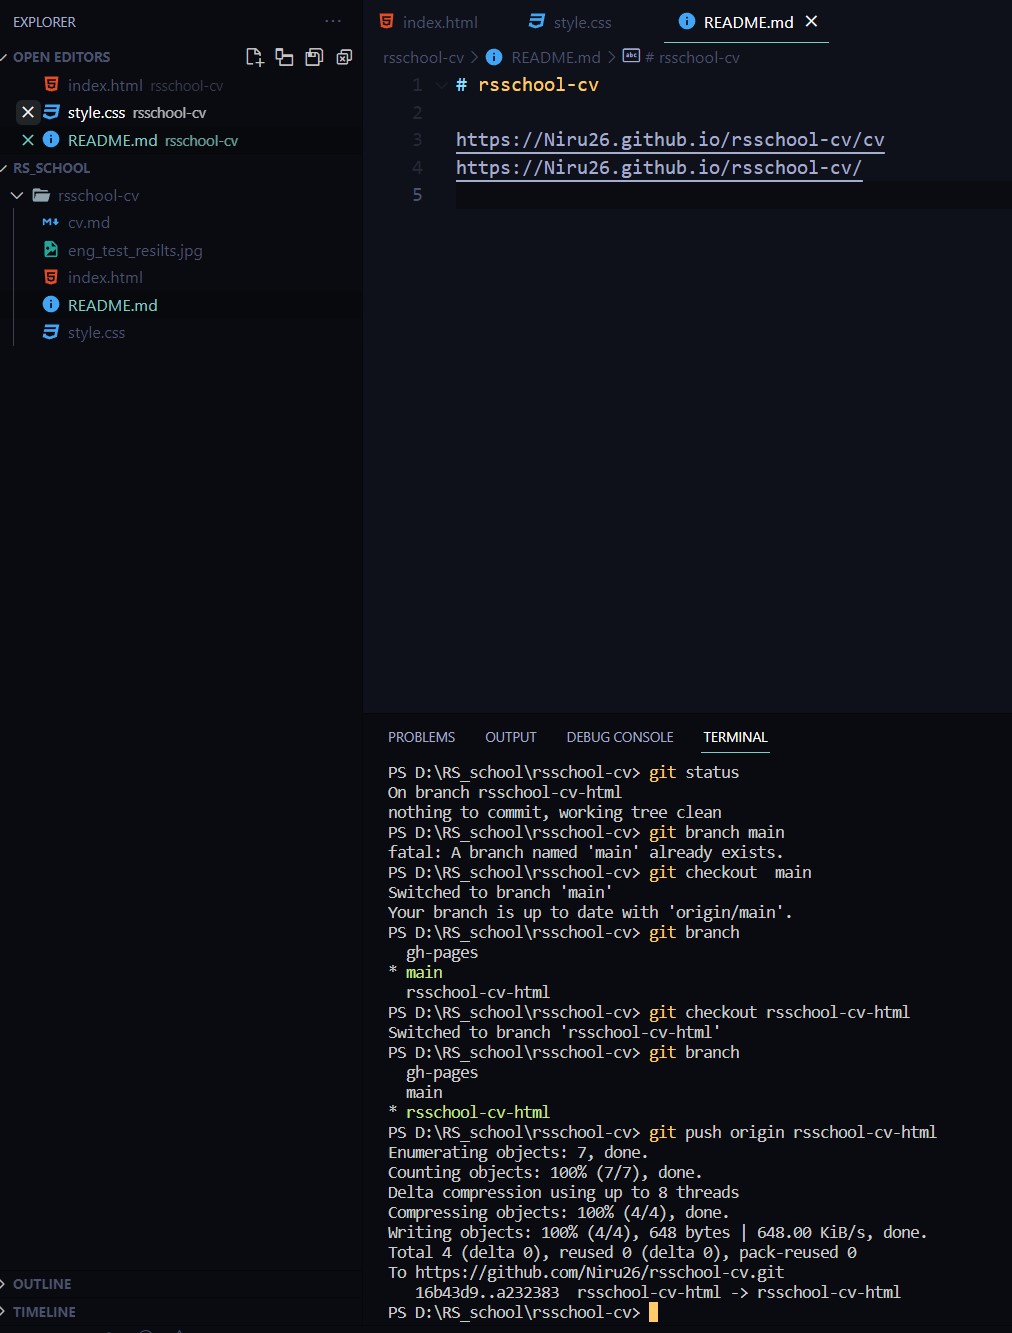 EXPLORER
OPEN EDITORS
index.html rsschool-cv
style.css rsschool-cv
README.md rsschool-cv
RS_SCHOOL
rsschool-cv
cv.md
eng_test_resilts.jpg
index.html
README.md
style.css
OUTLINE
TIMELINE
index.html style.css README.md
rsschool-cv > README.md > # rsschool-cv
1 # rsschool-cv
2
3 https://Niru26.github.io/rsschool-cv/cv
4 https://Niru26.github.io/rsschool-cv/
5
PROBLEMS OUTPUT DEBUG CONSOLE TERMINAL
PS D:\RS_school\rsschool-cv> git status
On branch rsschool-cv-html
nothing to commit, working tree clean
PS D:\RS_school\rsschool-cv> git branch main
fatal: A branch named 'main' already exists.
PS D:\RS_school\rsschool-cv> git checkout  main
Switched to branch 'main'
Your branch is up to date with 'origin/main'.
PS D:\RS_school\rsschool-cv> git branch
  gh-pages
* main
  rsschool-cv-html
PS D:\RS_school\rsschool-cv> git checkout rsschool-cv-html
Switched to branch 'rsschool-cv-html'
PS D:\RS_school\rsschool-cv> git branch
  gh-pages
  main
* rsschool-cv-html
PS D:\RS_school\rsschool-cv> git push origin rsschool-cv-html
Enumerating objects: 7, done.
Counting objects: 100% (7/7), done.
Delta compression using up to 8 threads
Compressing objects: 100% (4/4), done.
Writing objects: 100% (4/4), 648 bytes | 648.00 KiB/s, done.
Total 4 (delta 0), reused 0 (delta 0), pack-reused 0
To https://github.com/Niru26/rsschool-cv.git
   16b43d9..a232383  rsschool-cv-html -> rsschool-cv-html
PS D:\RS_school\rsschool-cv>